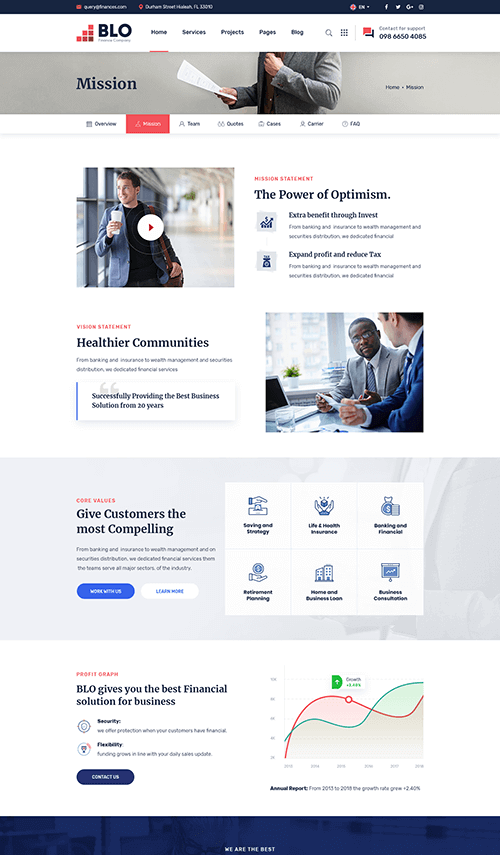 query@finances.com
Durham Street Hialeah, FL 33010
EN
BLO
Financial Company
Home
Services
Projects
Pages
Blog
Contact for support
098 6650 4085
Mission
Home • Mission
Overview
Mission
Team
Quotes
Cases
Carrier
FAQ
MISSION STATEMENT
The Power of Optimism.
Extra benefit through Invest
From banking and insurance to wealth management and
securities distribution, we dedicated financial
Expand profit and reduce Tax
From banking and insurance to wealth management and
securities distribution, we dedicated financial
VISION STATEMENT
Healthier Communities
From banking and insurance to wealth management and securities
distribution, we dedicated financial services
Successfully Providing the Best Business
Solution from 20 years
CORE VALUES
Give Customers the
most Compelling
From banking and insurance to wealth management and on
securities distribution, we dedicated financial services them
the teams serve all major sectors. of the industry.
WORK WITH US
LEARN MORE
Saving and
Strategy
Life & Health
Insurance
Banking and
Financial
Retirement
Planning
Home and
Business Loan
Business
Consultation
PROFIT GRAPH
BLO gives you the best Financial
solution for business
Security:
we offer protection when your customers have financial.
Flexibility
funding grows in line with your daily sales update.
CONTACT US
Growth
10K
8K
6K
4K
2K
2013
2014
2015
2016
2017
2018
Annual Report: From 2013 to 2018 the growth rate grew +2.40%
WE ARE THE BEST